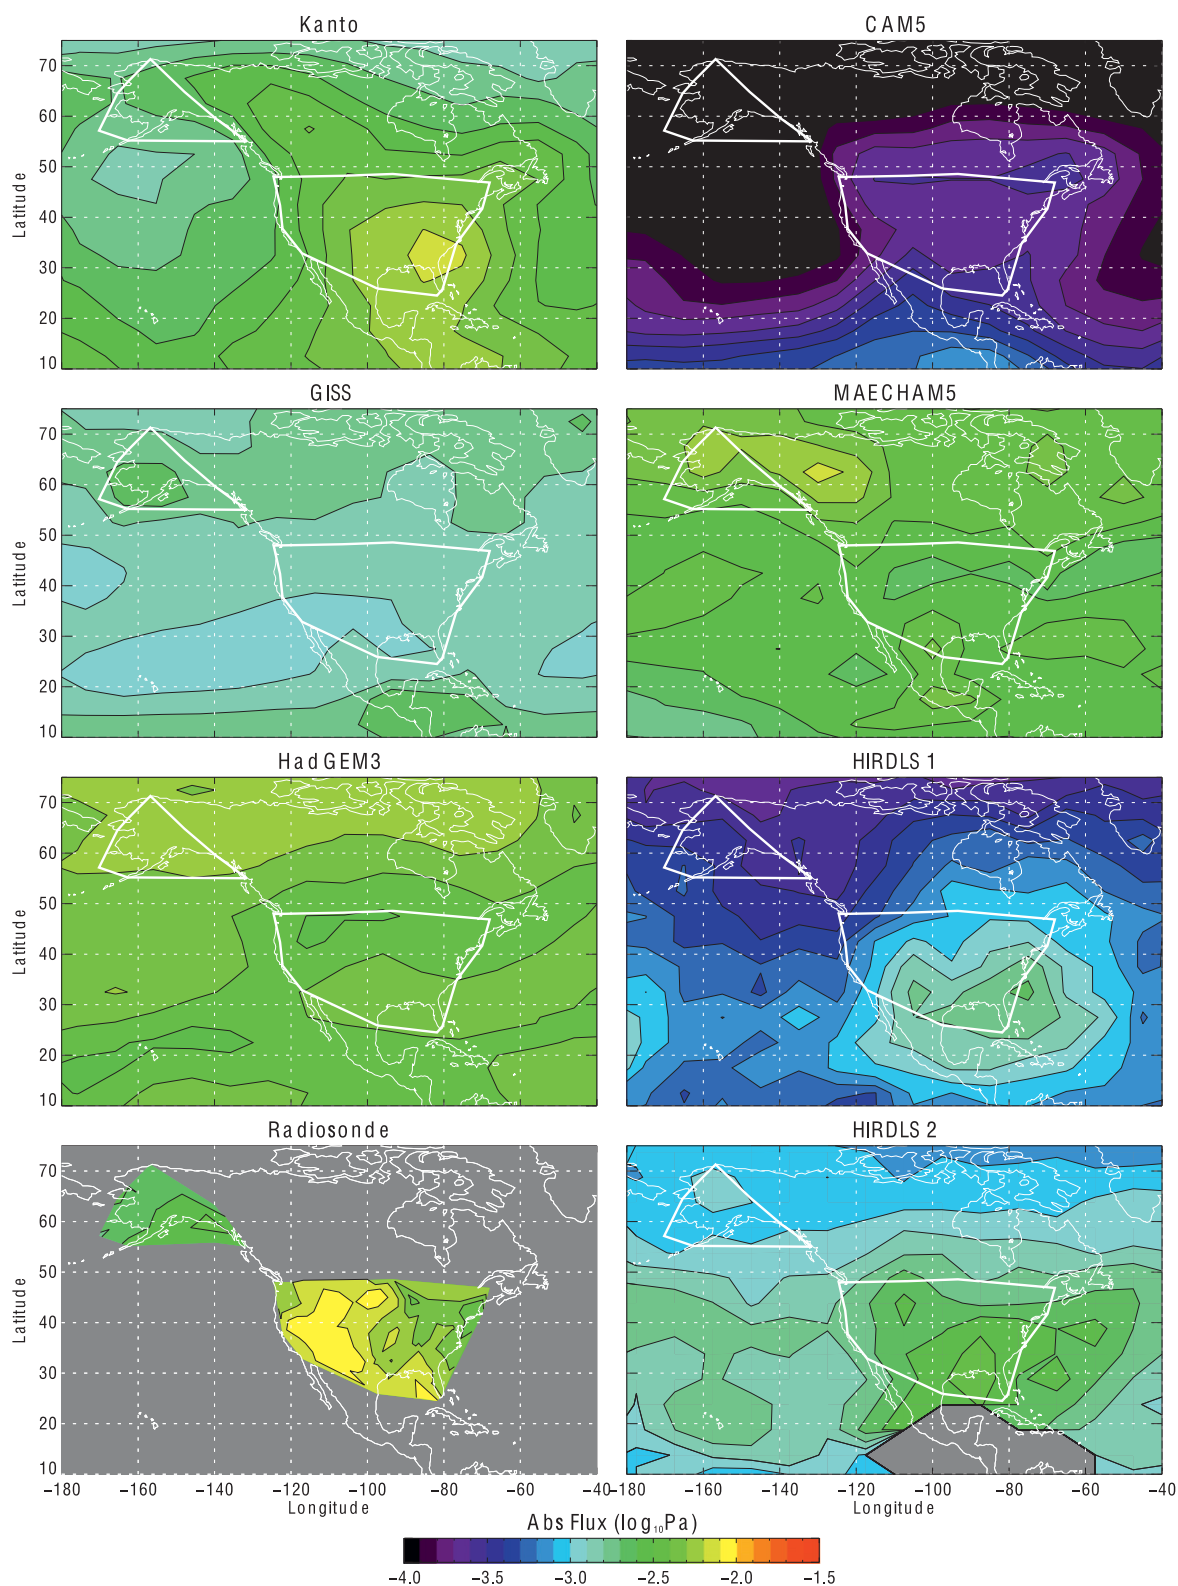 Kanto CAM5
70
60
50
40
30
20
10
Latitude
GISS MAECHAM5
70
60
50
40
30
20
10
Latitude
HadGEM3 HIRDLS 1
70
60
50
40
30
20
10
Latitude
Radiosonde HIRDLS 2
70
60
50
40
30
20
10
Latitude
-180 -160 -140 -120 -100 -80 -60 -40 -180 -160 -140 -120 -100 -80 -60 -40
Longitude Longitude
Abs Flux (log₁₀Pa)
-4.0 -3.5 -3.0 -2.5 -2.0 -1.5